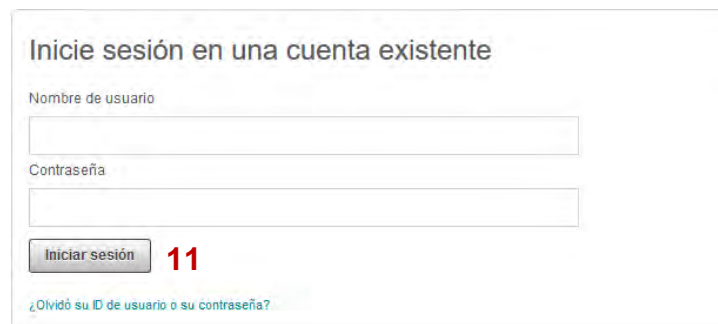 Inicie sesión en una cuenta existente
Nombre de usuario
Contraseña
Iniciar sesión 11
¿Olvidó su ID de usuario o su contraseña?